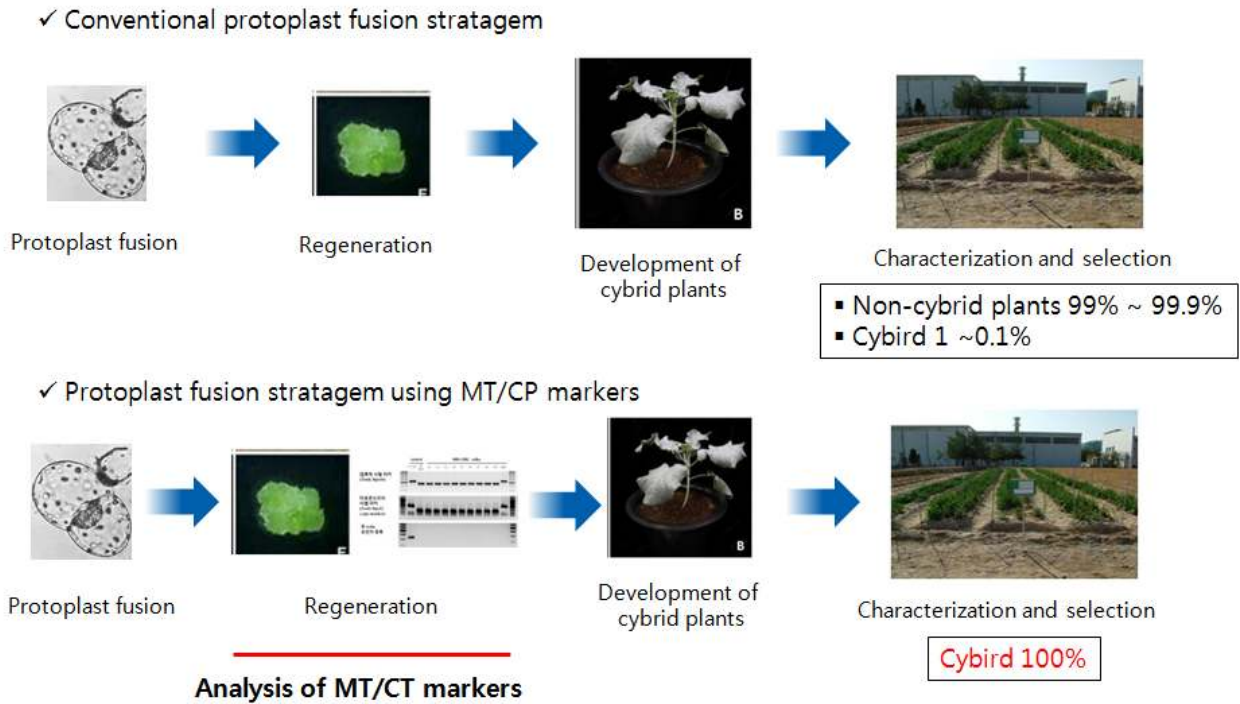 ✓ Conventional protoplast fusion stratagem
Protoplast fusion
Regeneration
B
Development of
cybrid plants
Characterization and selection
▪ Non-cybrid plants 99% ~ 99.9%
▪ Cybird 1 ~0.1%
✓ Protoplast fusion stratagem using MT/CP markers
Protoplast fusion
Regeneration
B
Development of
cybrid plants
Characterization and selection
Cybird 100%
Analysis of MT/CT markers